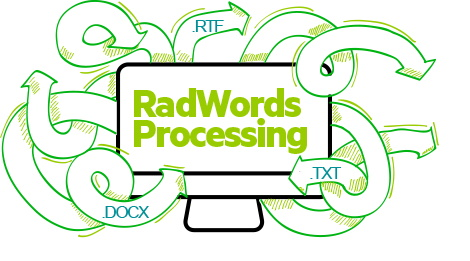 .RTF
RadWords
Processing
.TXT
.DOCX